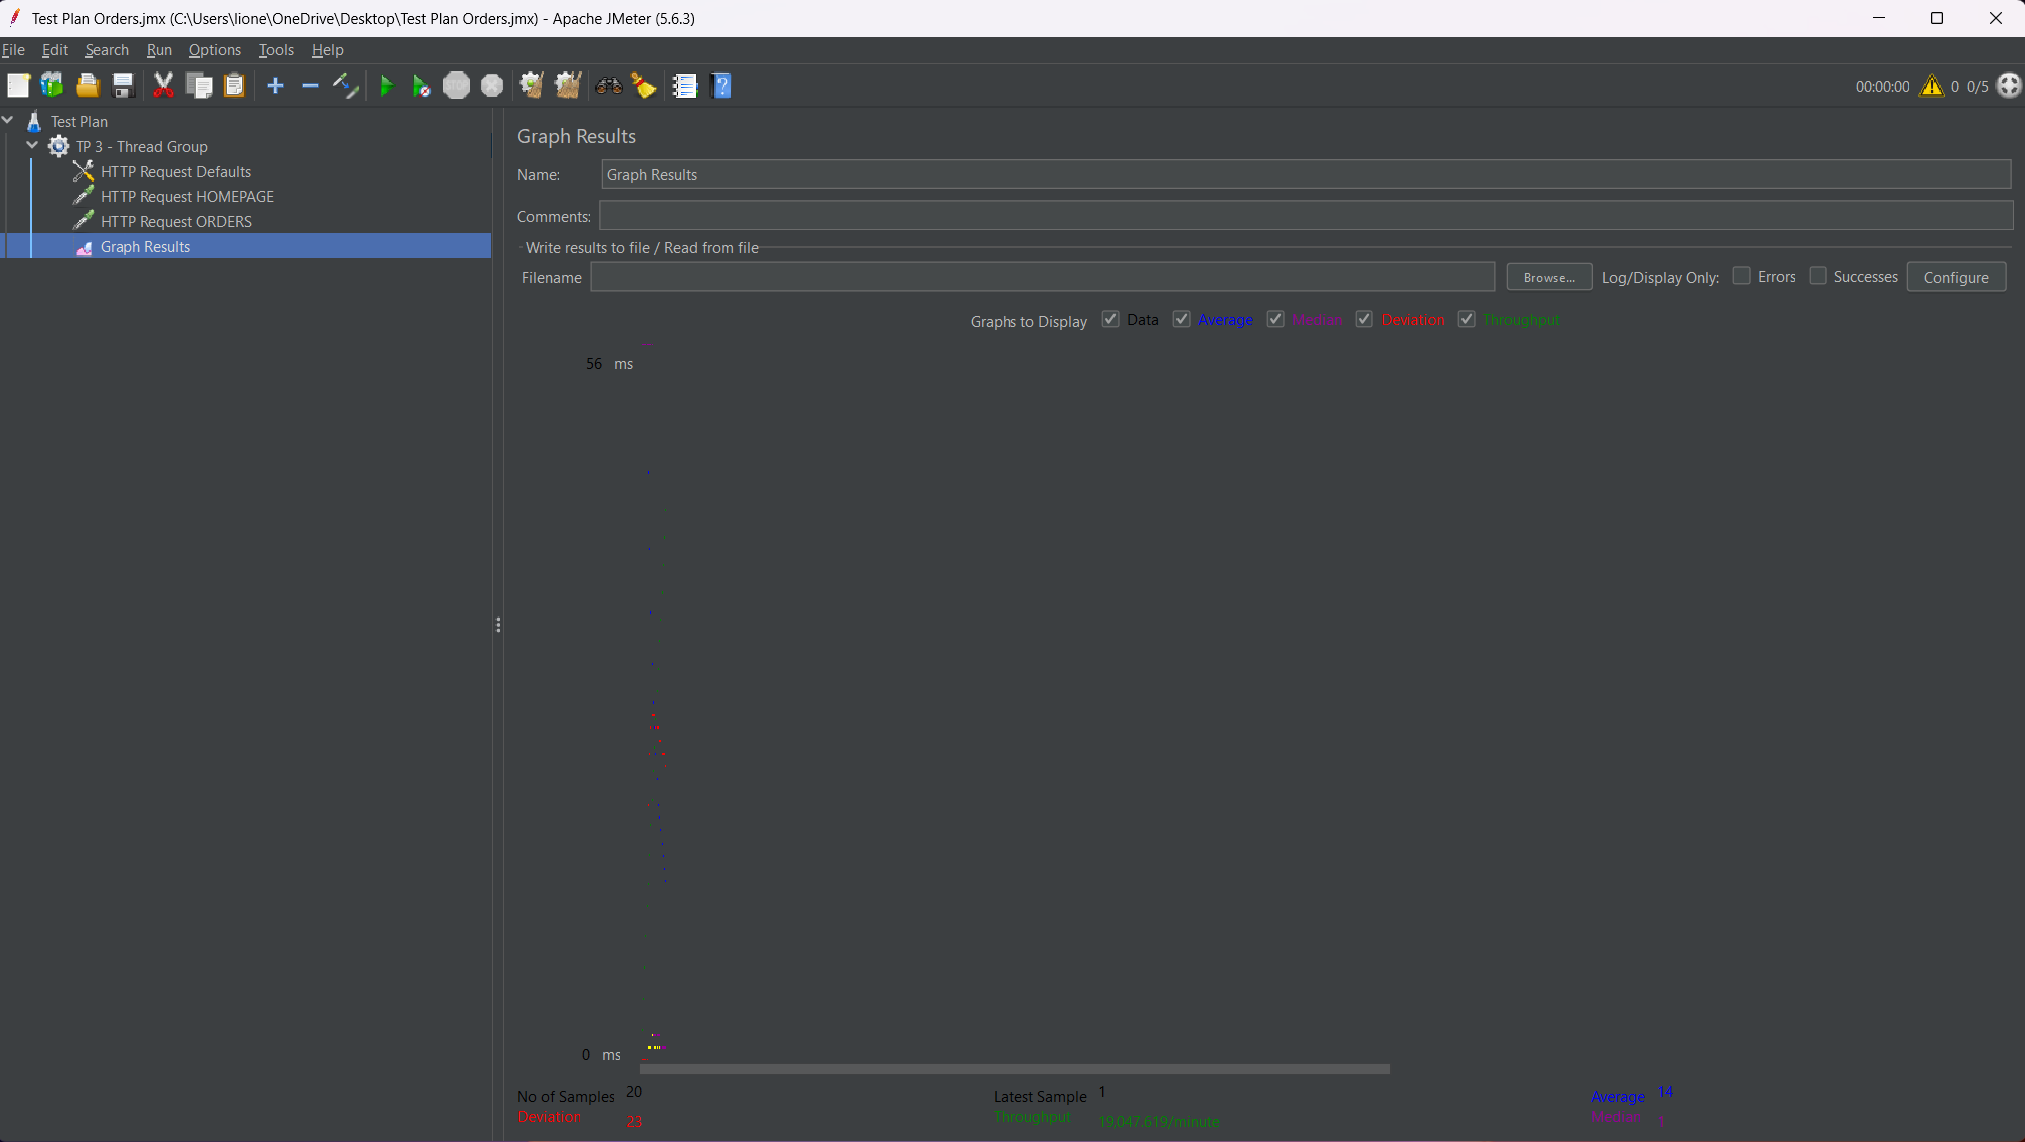 Test Plan Orders.jmx (C:\Users\lione\OneDrive\Desktop\Test Plan Orders.jmx) - Apache JMeter (5.6.3)
File Edit Search Run Options Tools Help
STOP 00:00:00 0 0/5
Test Plan
TP 3 - Thread Group
HTTP Request Defaults
HTTP Request HOMEPAGE
HTTP Request ORDERS
Graph Results
Graph Results
Name: Graph Results
Comments:
Write results to file / Read from file
Filename Browse... Log/Display Only: Errors Successes Configure
Graphs to Display Data Average Median Deviation Throughput
56 ms
0 ms
No of Samples 20 Latest Sample 1 Average 14
Deviation 23 Throughput 19,047.619/minute Median 1